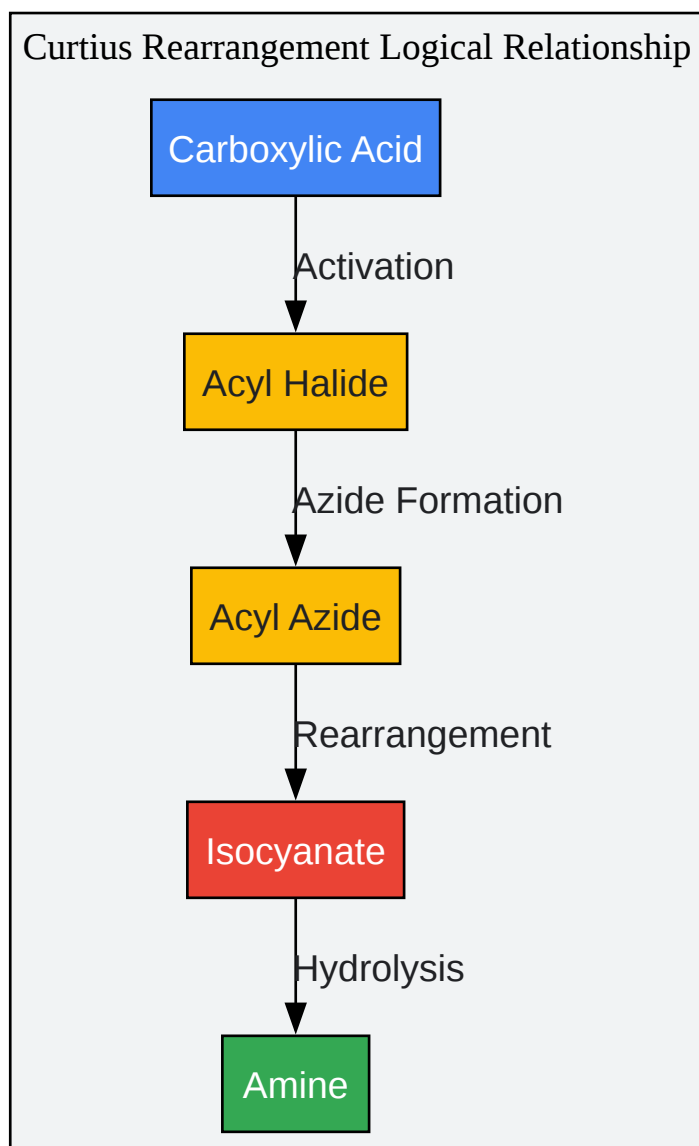 Curtius Rearrangement Logical Relationship
Carboxylic Acid
Activation
Acyl Halide
Azide Formation
Acyl Azide
Rearrangement
Isocyanate
Hydrolysis
Amine